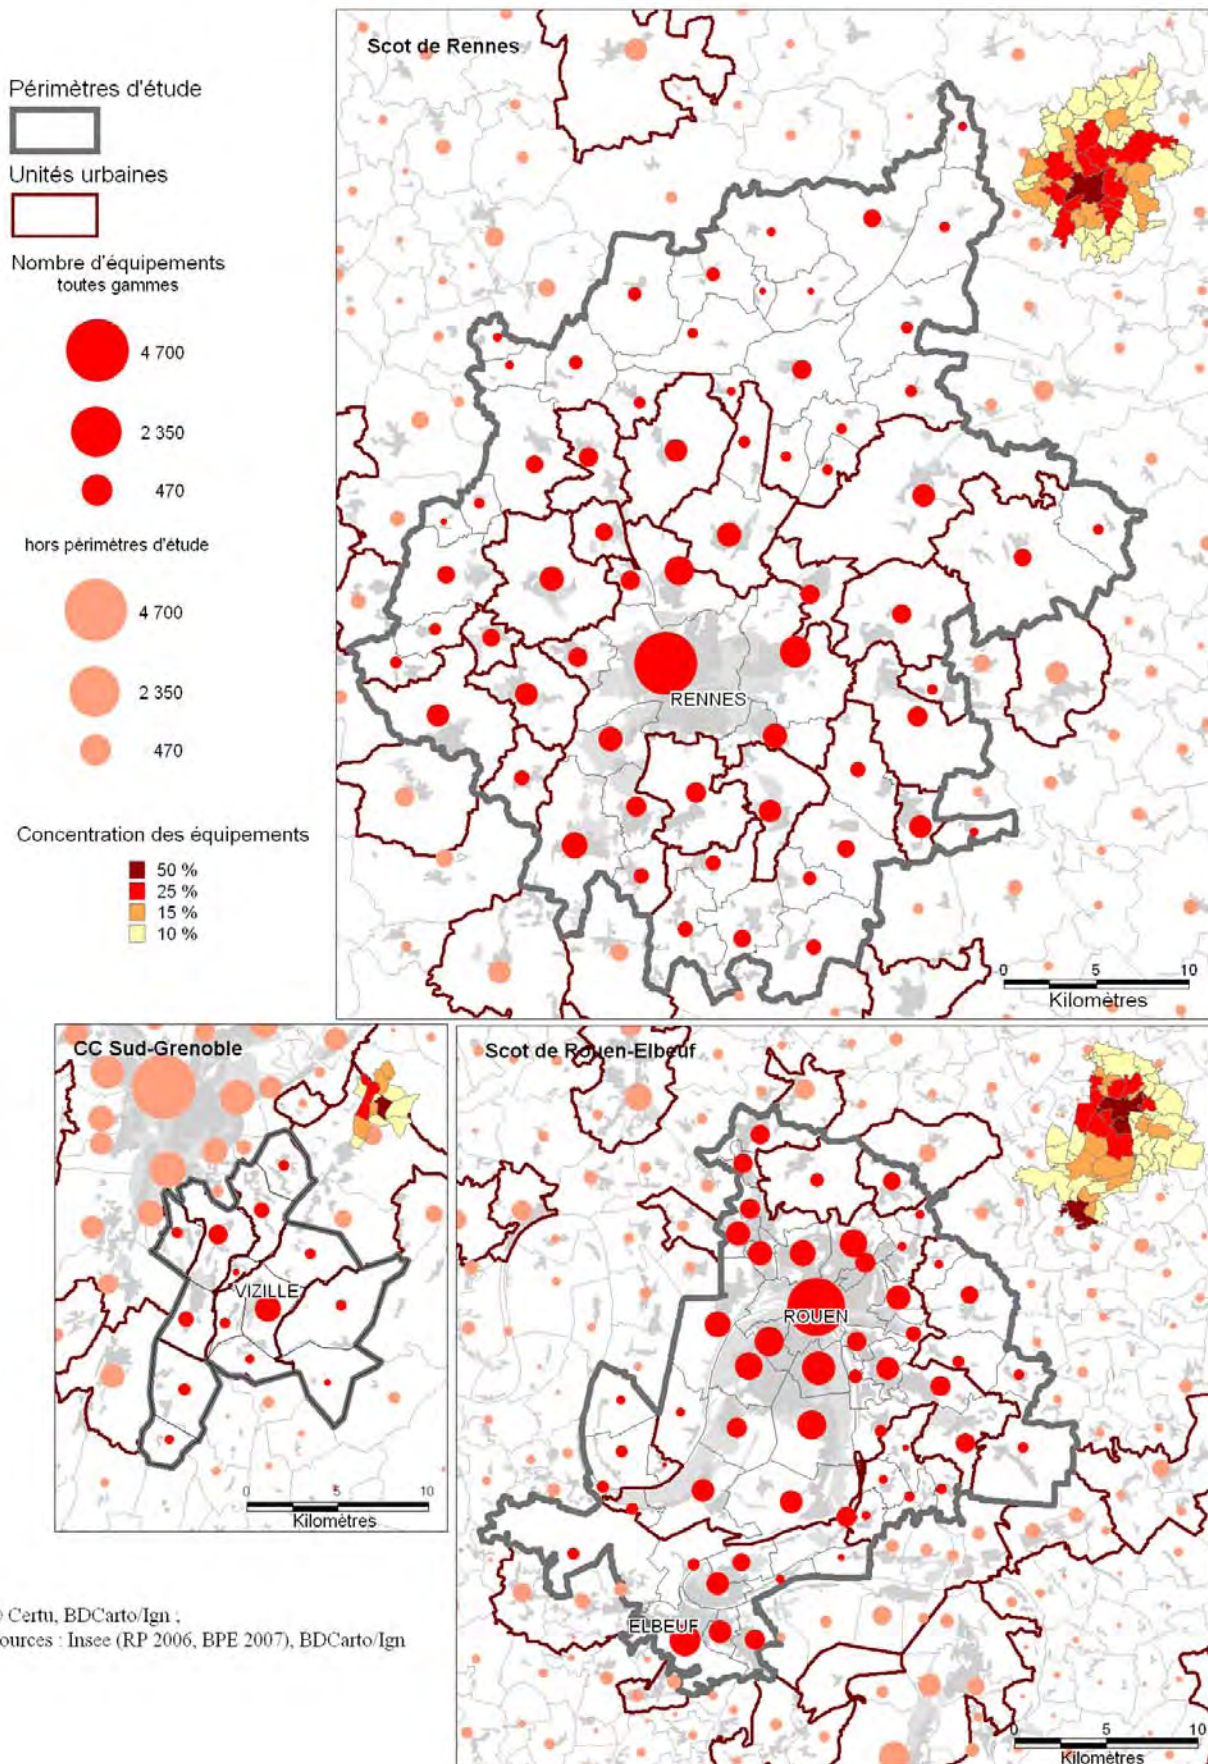 Périmètres d'étude
Unités urbaines
Nombre d'équipements
toutes gammes
4 700
2 350
470
hors périmètres d'étude
4 700
2 350
470
Concentration des équipements
50 %
25 %
15 %
10 %
Scot de Rennes
RENNES
0 5 10
Kilomètres
CC Sud-Grenoble
VIZILLE
0 5 10
Kilomètres
Scot de Rouen-Elbeuf
ROUEN
ELBEUF
0 5 10
Kilomètres
Certu, BDCarto/Ign ;
ources : Insee (RP 2006, BPE 2007), BDCarto/Ign